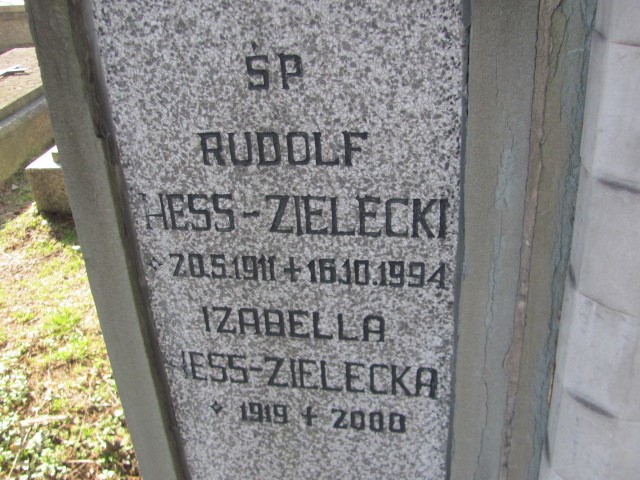 ŚP
RUDOLF
HESS-ZIELECKI
* 20.5.1911 + 16.10.1994
IZABELLA
HESS-ZIELECKA
* 1919 + 2000